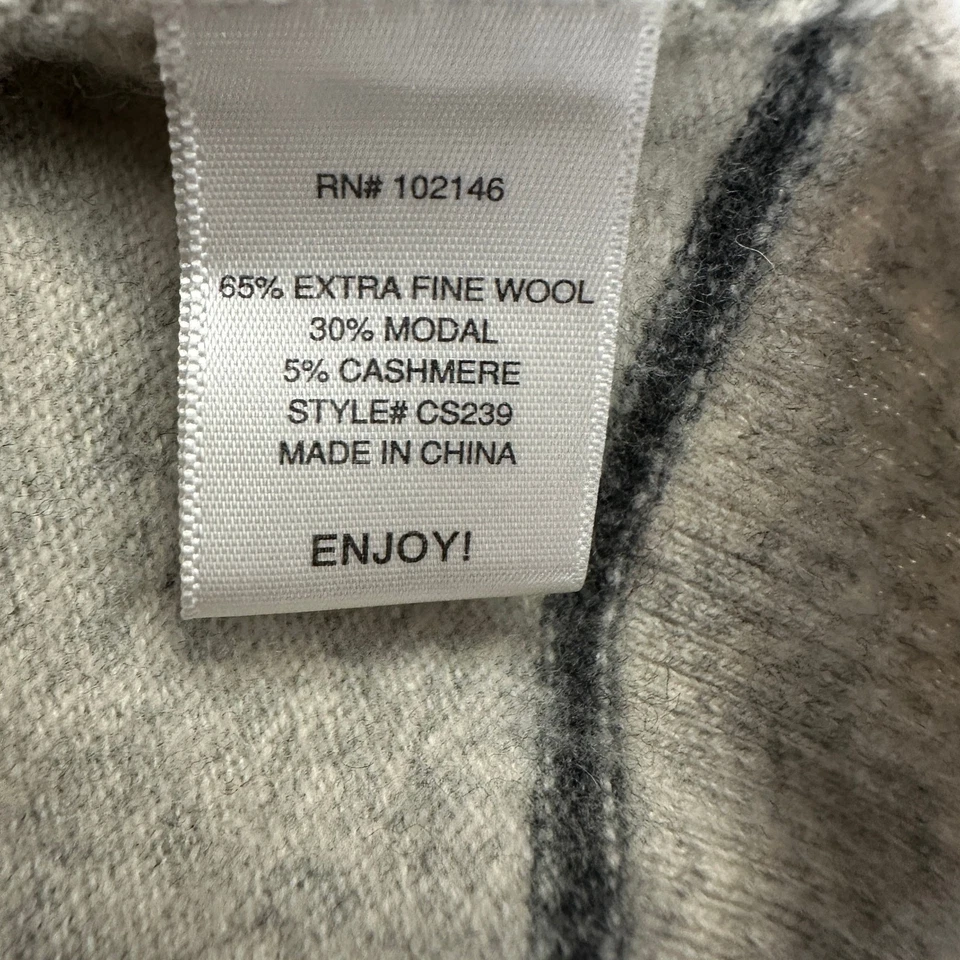 RN# 102146
65% EXTRA FINE WOOL
30% MODAL
5% CASHMERE
STYLE# CS239
MADE IN CHINA
ENJOY!